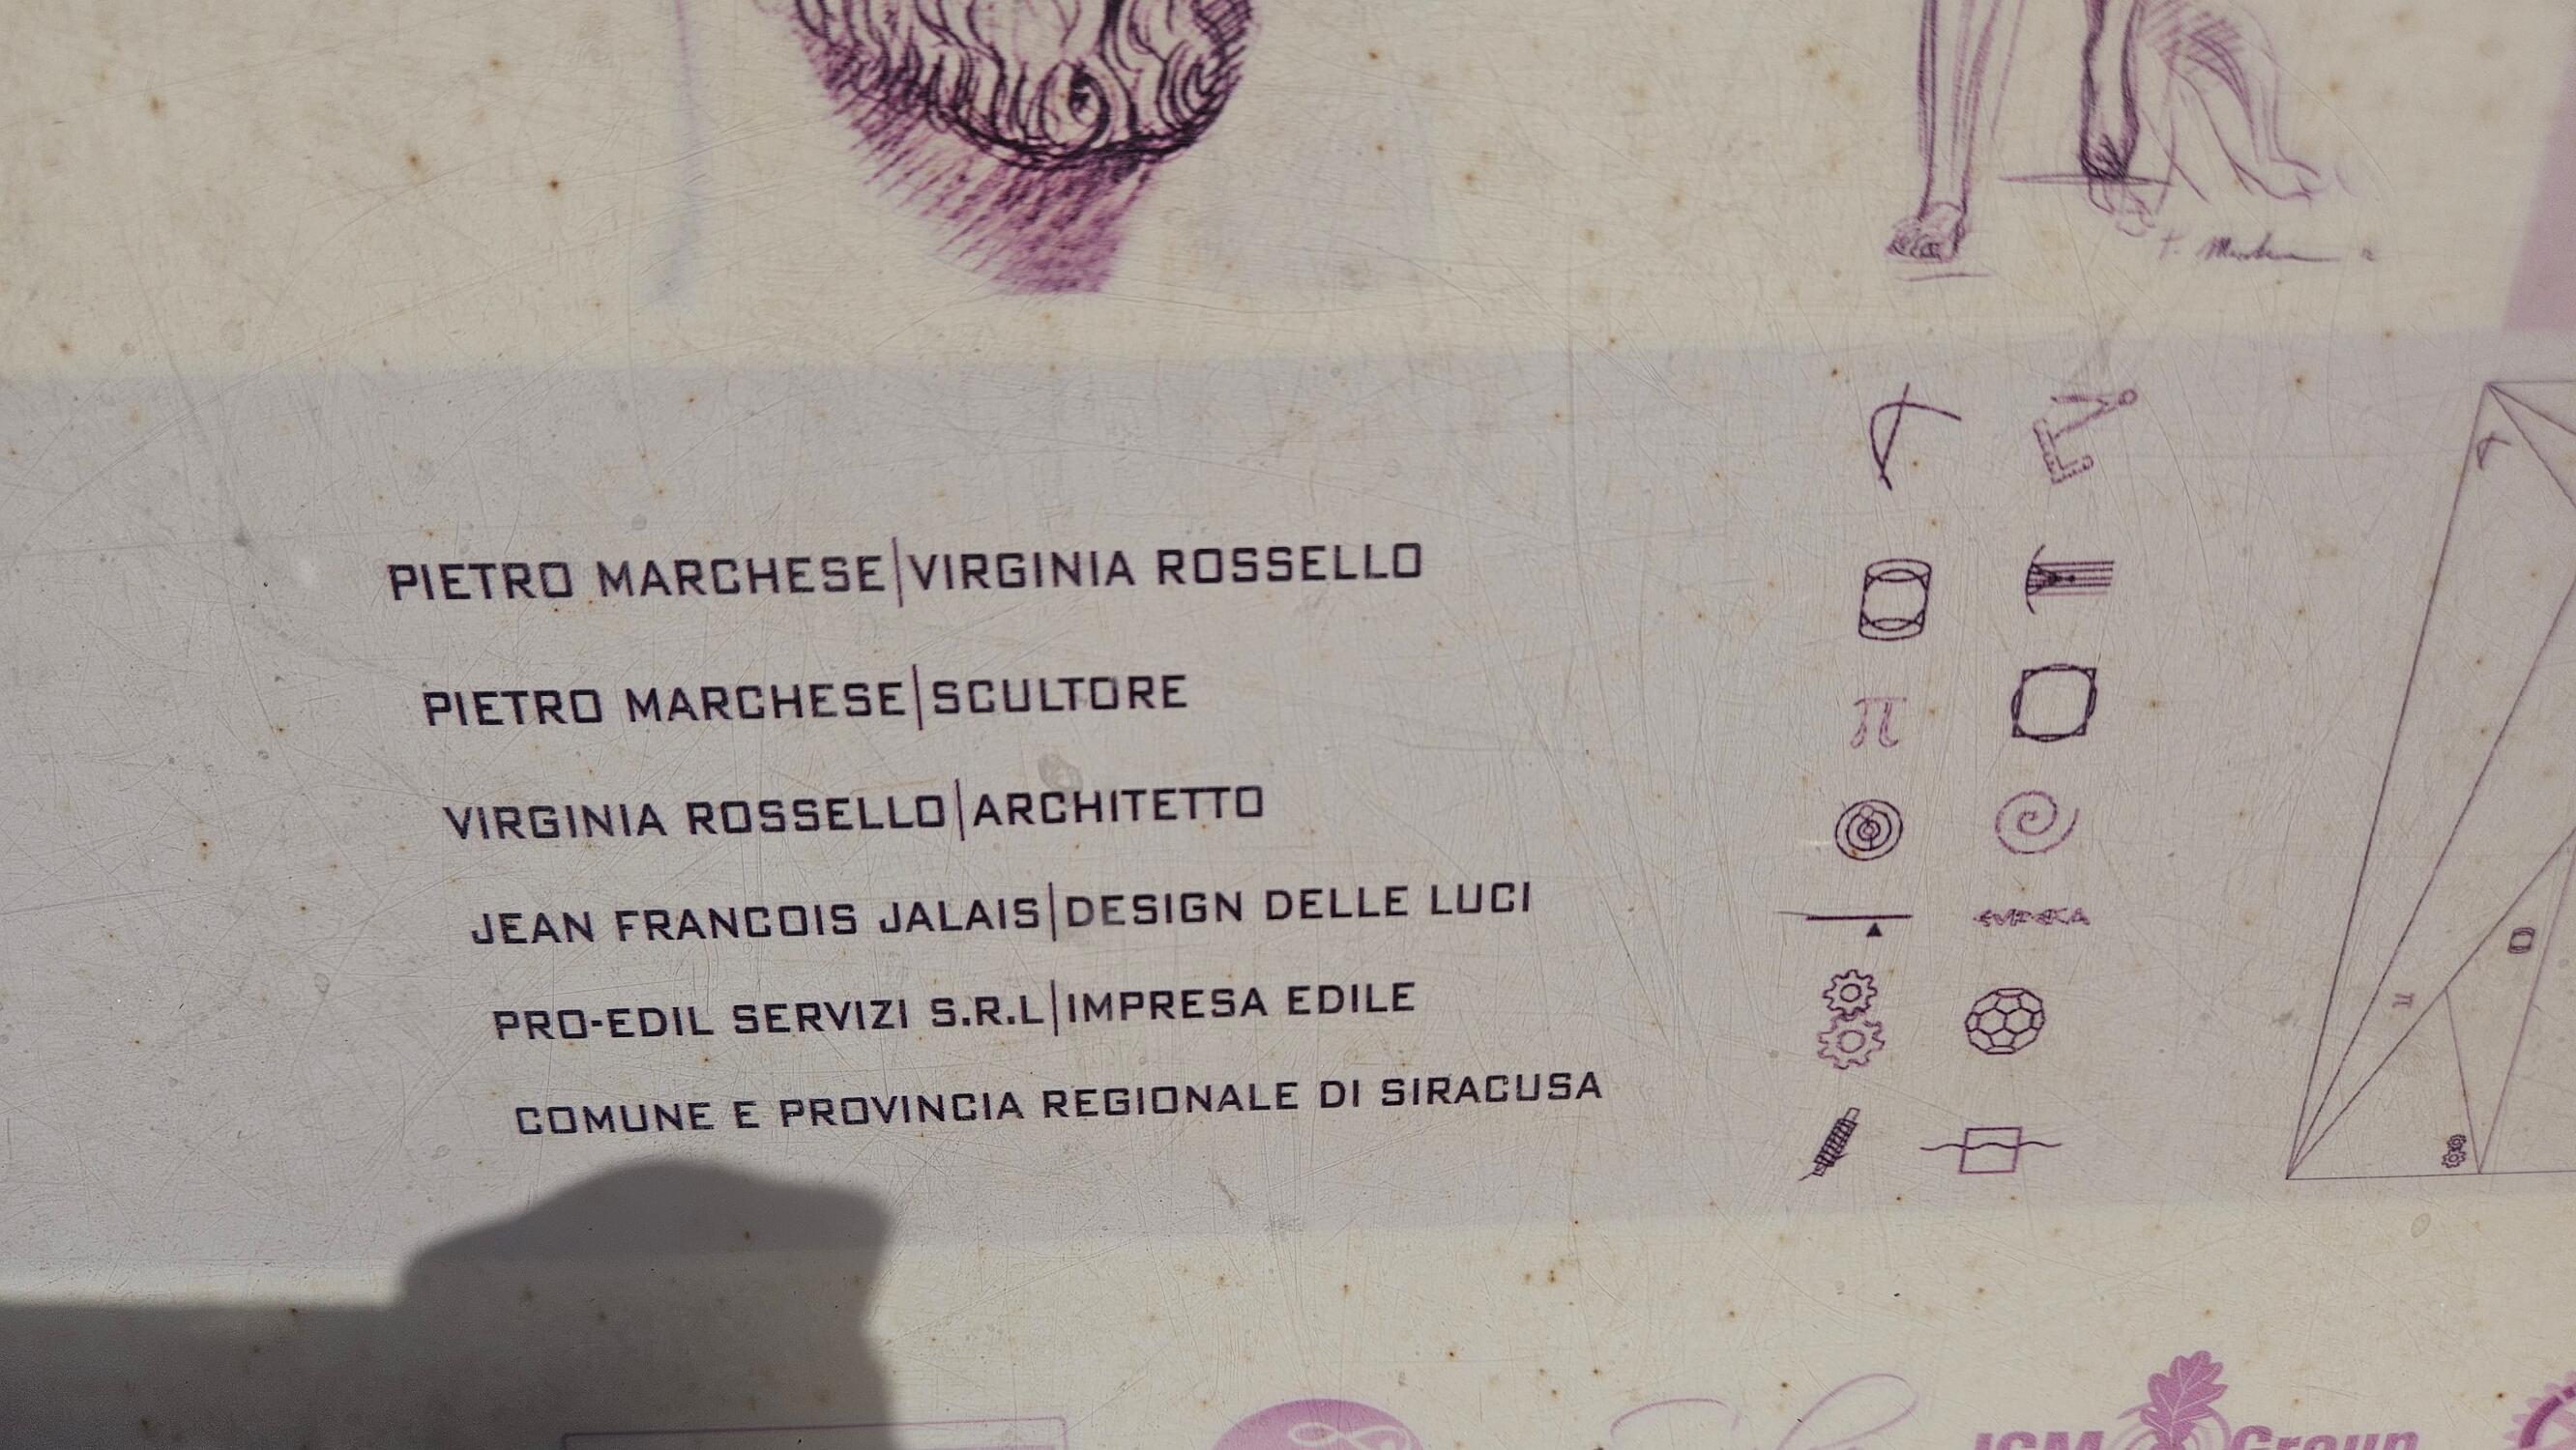 PIETRO MARCHESE|VIRGINIA ROSSELLO
PIETRO MARCHESE|SCULTORE
VIRGINIA ROSSELLO|ARCHITETTO
JEAN FRANCOIS JALAIS|DESIGN DELLE LUCI
PRO-EDIL SERVIZI S.R.L|IMPRESA EDILE
COMUNE E PROVINCIA REGIONALE DI SIRACUSA
π
π
Group